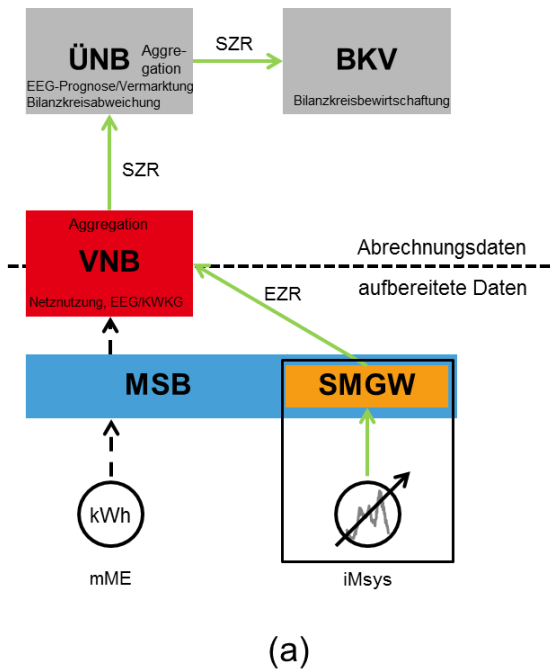 ÜNB
Aggre-
gation
EEG-Prognose/Vermarktung
Bilanzkreisabweichung
SZR
BKV
Bilanzkreisbewirtschaftung
SZR
Aggregation
VNB
Netznutzung, EEG/KWKG
Abrechnungsdaten
aufbereitete Daten
EZR
MSB
SMGW
kWh
mME
iMsys
(a)